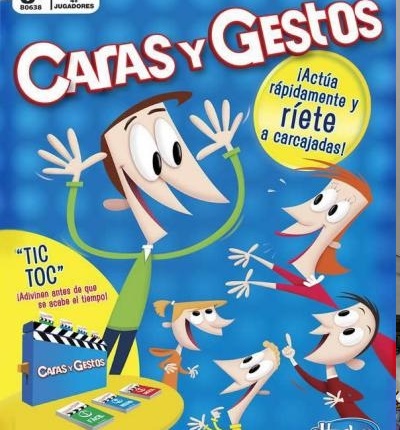 B0638
JUGADORES
CARAS Y GESTOS
¡Actúa
rápidamente y
ríete
a carcajadas!
"TIC
TOC"
¡Adivinen antes de que
se acabe el tiempo!
CARAS Y GESTOS
FÁCIL